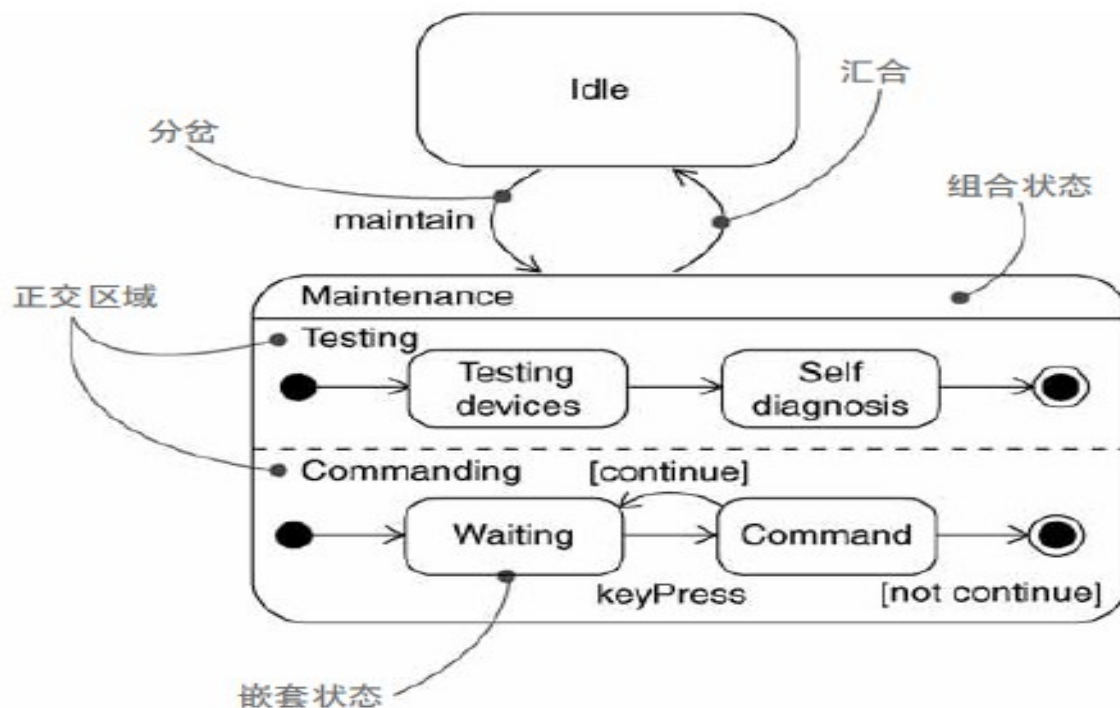 Idle
汇合
分岔
组合状态
maintain
正交区域
Maintenance
Testing
Testing
devices
Self
diagnosis
Commanding
[continue]
Waiting
Command
keyPress
[not continue]
嵌套状态